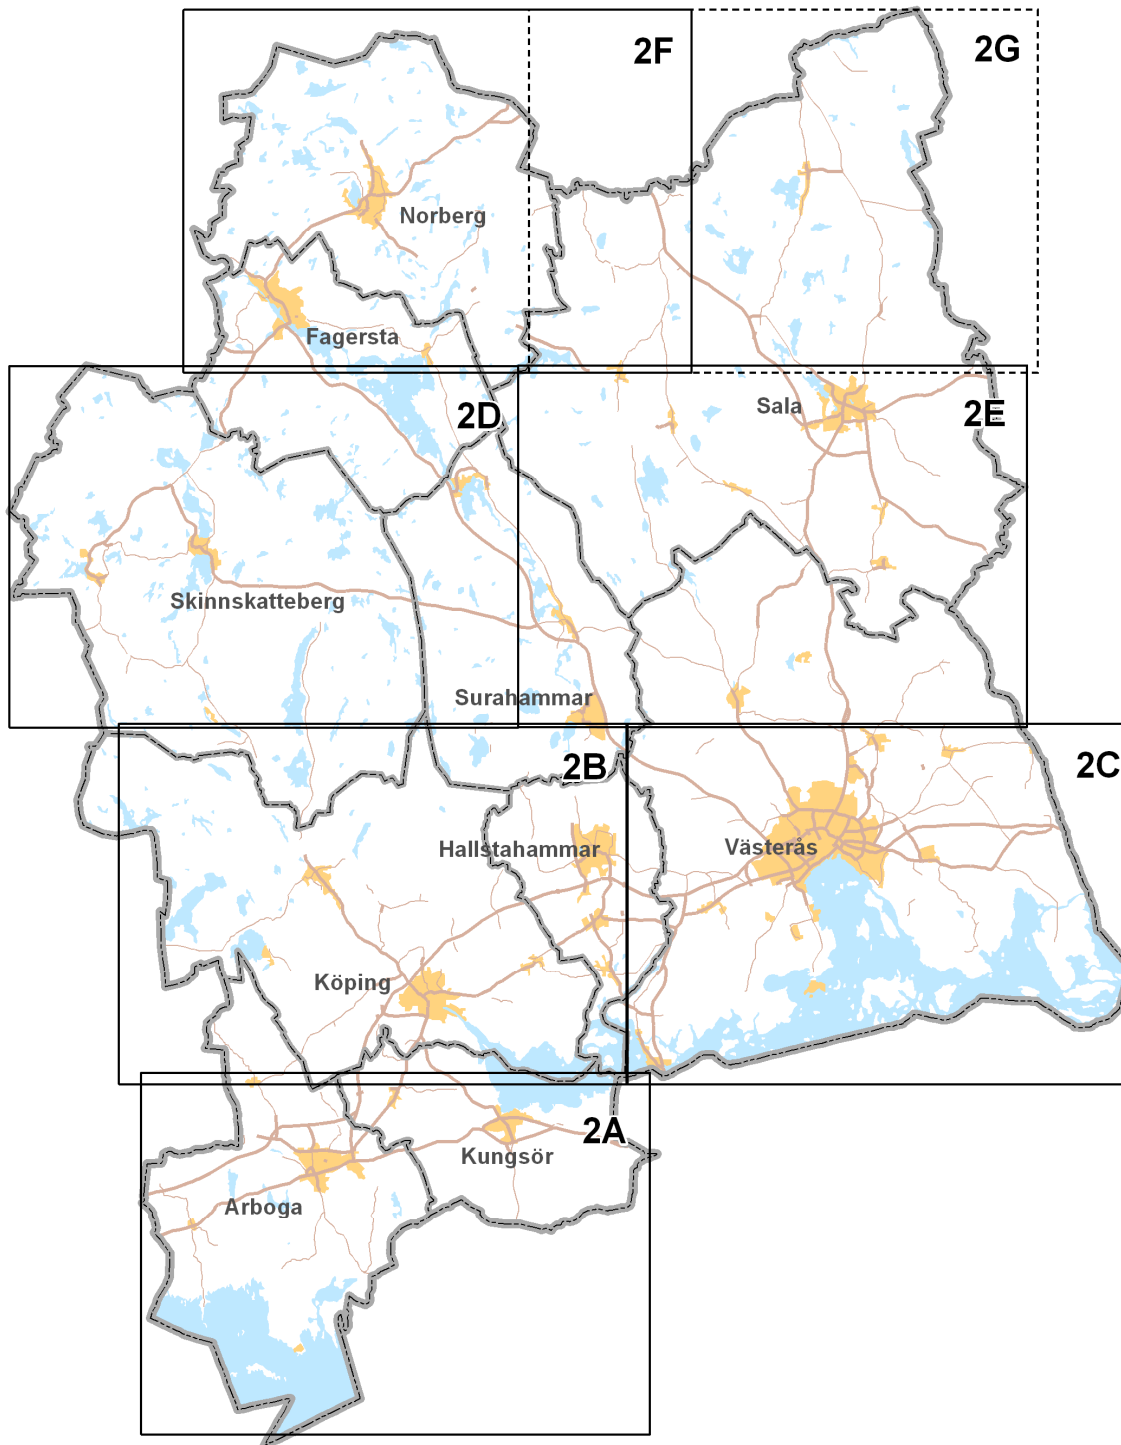 2F
2G
Norberg
Fagersta
2D
Sala
2E
Skinnskatteberg
Surahammar
2B
2C
Hallstahammar
Västerås
Köping
2A
Kungsör
Arboga